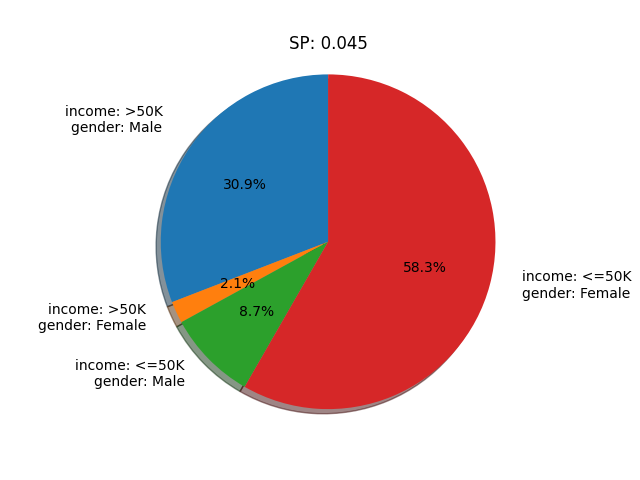 SP: 0.045
income: >50K
gender: Male
30.9%
58.3%
income: <=50K
gender: Female
2.1%
income: >50K
gender: Female
8.7%
income: <=50K
gender: Male